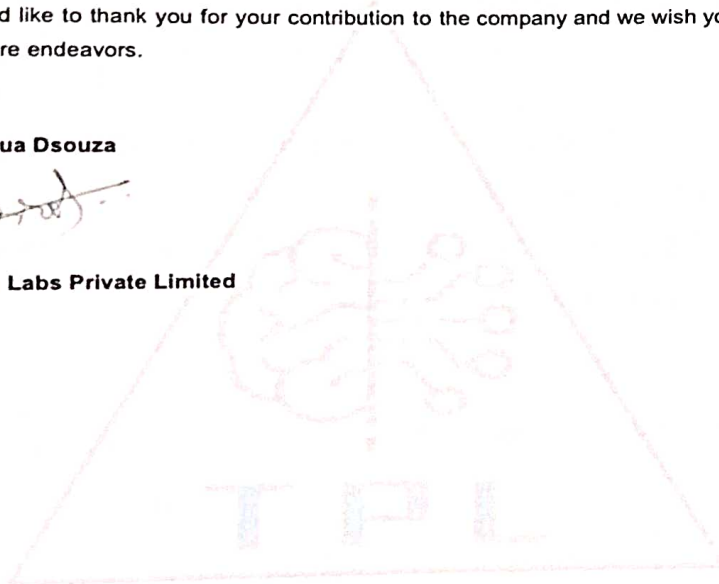 d like to thank you for your contribution to the company and we wish yo
re endeavors.
ua Dsouza
Labs Private Limited
TPL